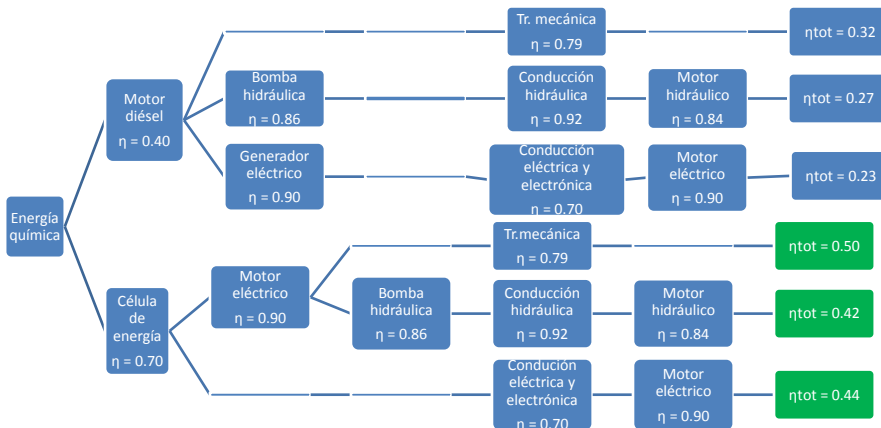 Energía
química
Motor
diésel
η = 0.40
Tr. mecánica
η = 0.79
ηtot = 0.32
Bomba
hidráulica
η = 0.86
Conducción
hidráulica
η = 0.92
Motor
hidráulico
η = 0.84
ηtot = 0.27
Generador
eléctrico
η = 0.90
Conducción
eléctrica y
electrónica
η = 0.70
Motor
eléctrico
η = 0.90
ηtot = 0.23
Célula
de
energía
η = 0.70
Motor
eléctrico
η = 0.90
Tr.mecánica
η = 0.79
ηtot = 0.50
Bomba
hidráulica
η = 0.86
Conducción
hidráulica
η = 0.92
Motor
hidráulico
η = 0.84
ηtot = 0.42
Condución
eléctrica y
electrónica
η = 0.70
Motor
eléctrico
η = 0.90
ηtot = 0.44